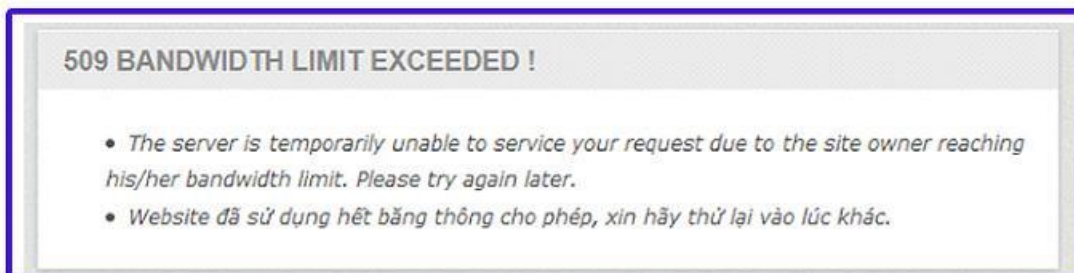 509 BANDWIDTH LIMIT EXCEEDED !
• The server is temporarily unable to service your request due to the site owner reaching
his/her bandwidth limit. Please try again later.
• Website đã sử dụng hết băng thông cho phép, xin hãy thử lại vào lúc khác.